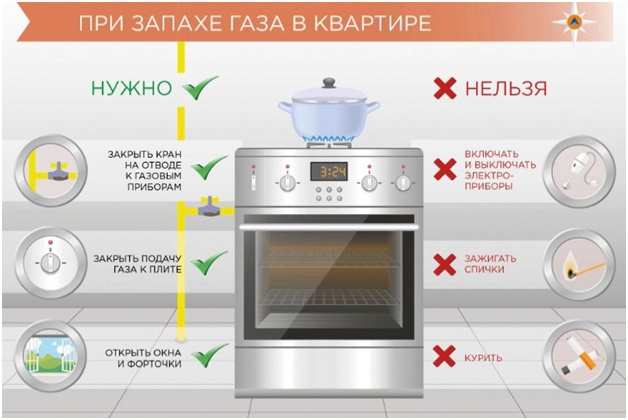 ПРИ ЗАПАХЕ ГАЗА В КВАРТИРЕ
НУЖНО
ЗАКРЫТЬ КРАН
НА ОТВОДЕ
К ГАЗОВЫМ
ПРИБОРАМ
ЗАКРЫТЬ ПОДАЧУ
ГАЗА К ПЛИТЕ
ОТКРЫТЬ ОКНА
И ФОРТОЧКИ
3:24
НЕЛЬЗЯ
ВКЛЮЧАТЬ
И ВЫКЛЮЧАТЬ
ЭЛЕКТРО-
ПРИБОРЫ
ЗАЖИГАТЬ
СПИЧКИ
КУРИТЬ